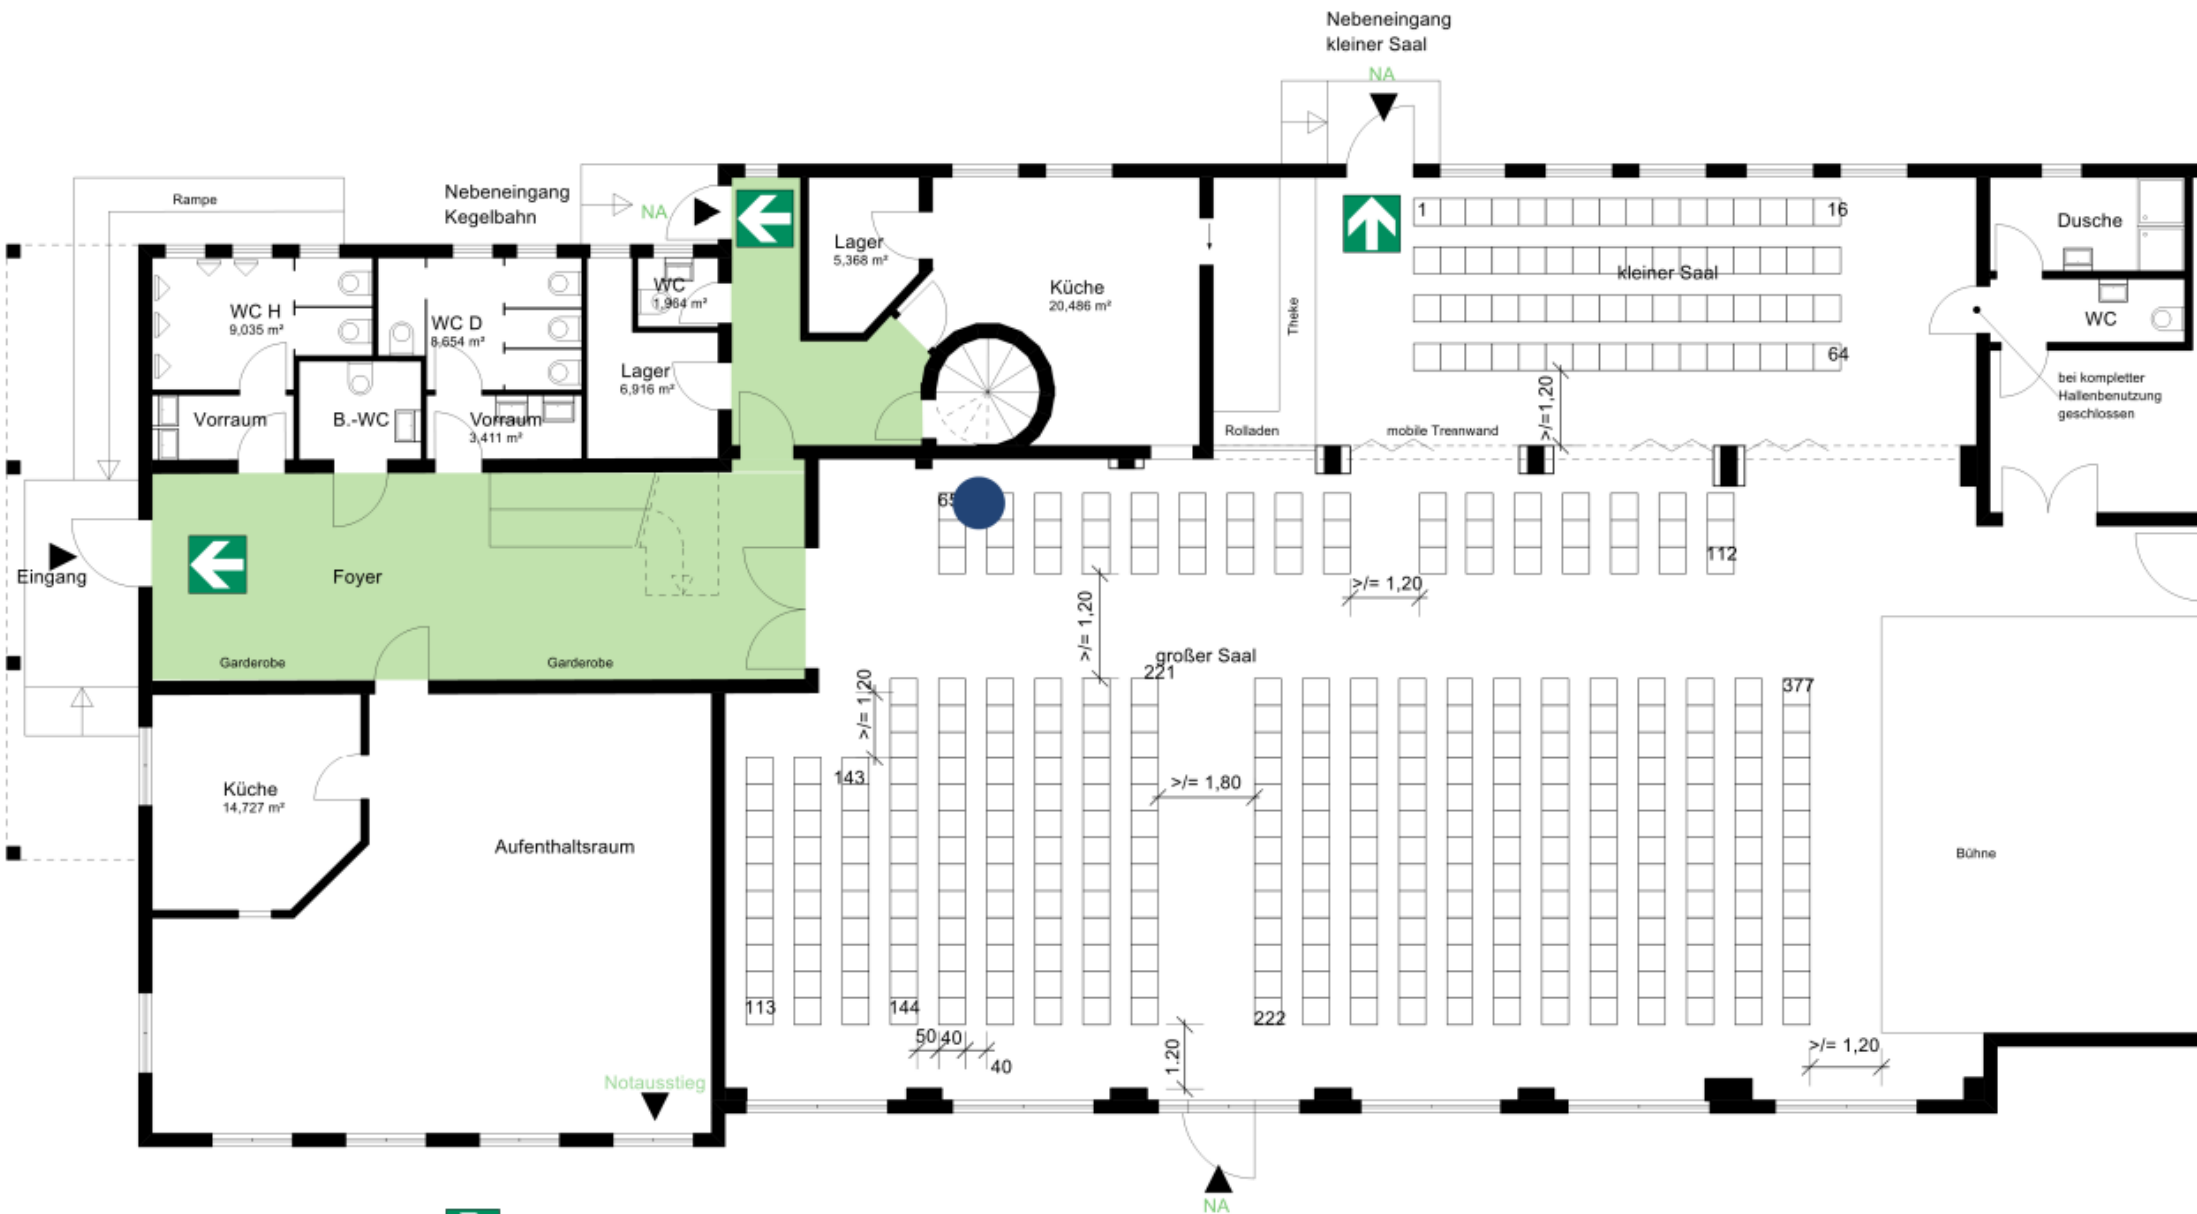 Nebeneingang
kleiner Saal
NA
Rampe
Nebeneingang
Kegelbahn
NA
Lager
5,368 m²
Küche
20,486 m²
1
16
kleiner Saal
64
Dusche
WC
WC H
9,035 m²
WC D
8,654 m²
WC
1,964 m²
Lager
6,916 m²
Theke
>/=1,20
bei kompletter
Hallenbenutzung
geschlossen
Vorraum
B.-WC
Vorraum
3,411 m²
Rolladen
mobile Trennwand
112
Eingang
Foyer
>/= 1,20
>/= 1,20
Garderobe
Garderobe
großer Saal
221
377
>/= 1,20
143
>/= 1,80
Küche
14,727 m²
Aufenthaltsraum
Bühne
113
144
222
50
40
40
1.20
>/= 1,20
Notausstieg
NA